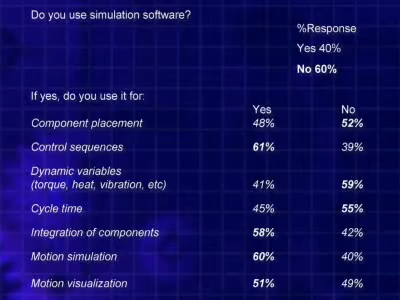 Do you use simulation software?
%Response
Yes 40%
No 60%
If yes, do you use it for:
Yes No
Component placement 48% 52%
Control sequences 61% 39%
Dynamic variables
(torque, heat, vibration, etc) 41% 59%
Cycle time 45% 55%
Integration of components 58% 42%
Motion simulation 60% 40%
Motion visualization 51% 49%